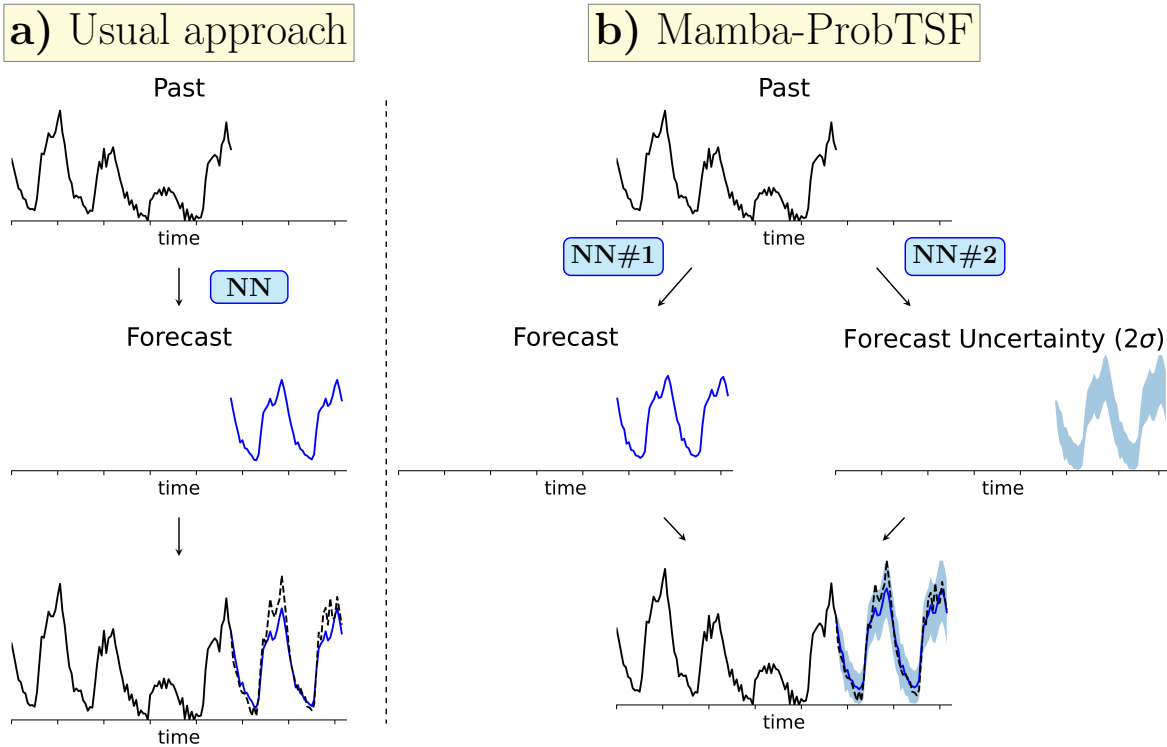 a) Usual approach
Past
time
NN
Forecast
time
time
b) Mamba-ProbTSF
Past
time
NN#1
NN#2
Forecast
Forecast Uncertainty (2σ)
time
time
time